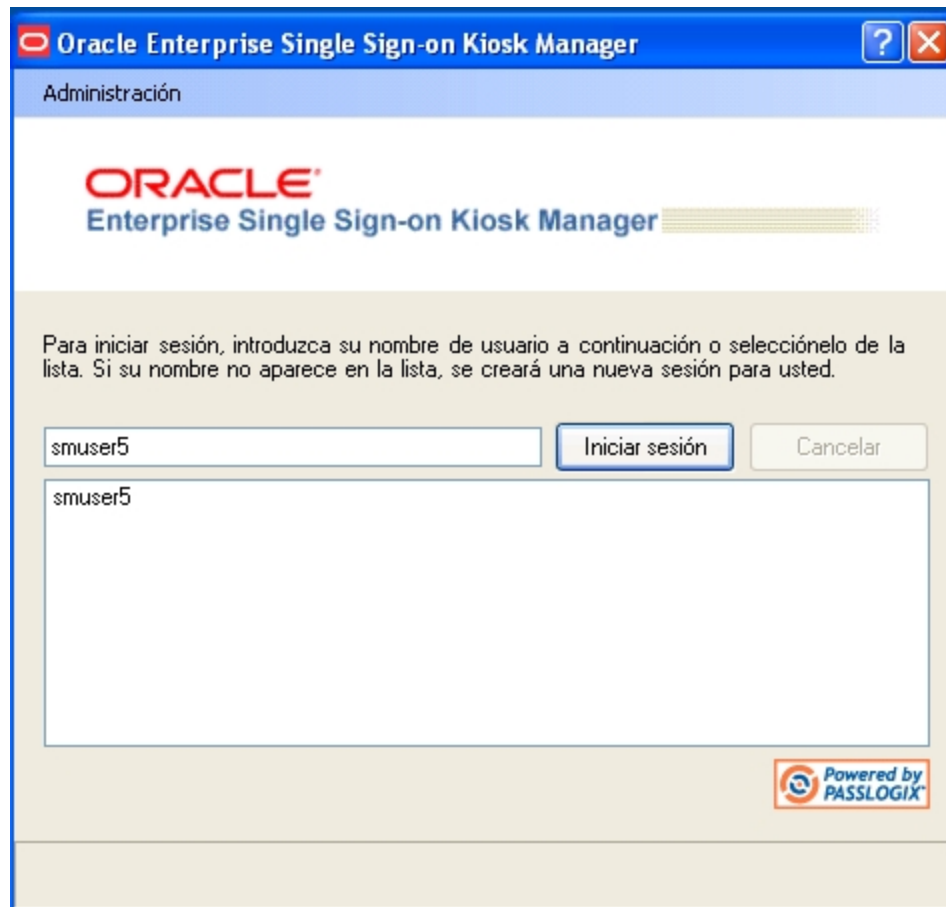 Oracle Enterprise Single Sign-on Kiosk Manager
Administración
ORACLE
Enterprise Single Sign-on Kiosk Manager
Para iniciar sesión, introduzca su nombre de usuario a continuación o selecciónelo de la
lista. Si su nombre no aparece en la lista, se creará una nueva sesión para usted.
smuser5
Iniciar sesión
Cancelar
smuser5
Powered by
PASSLOGIX